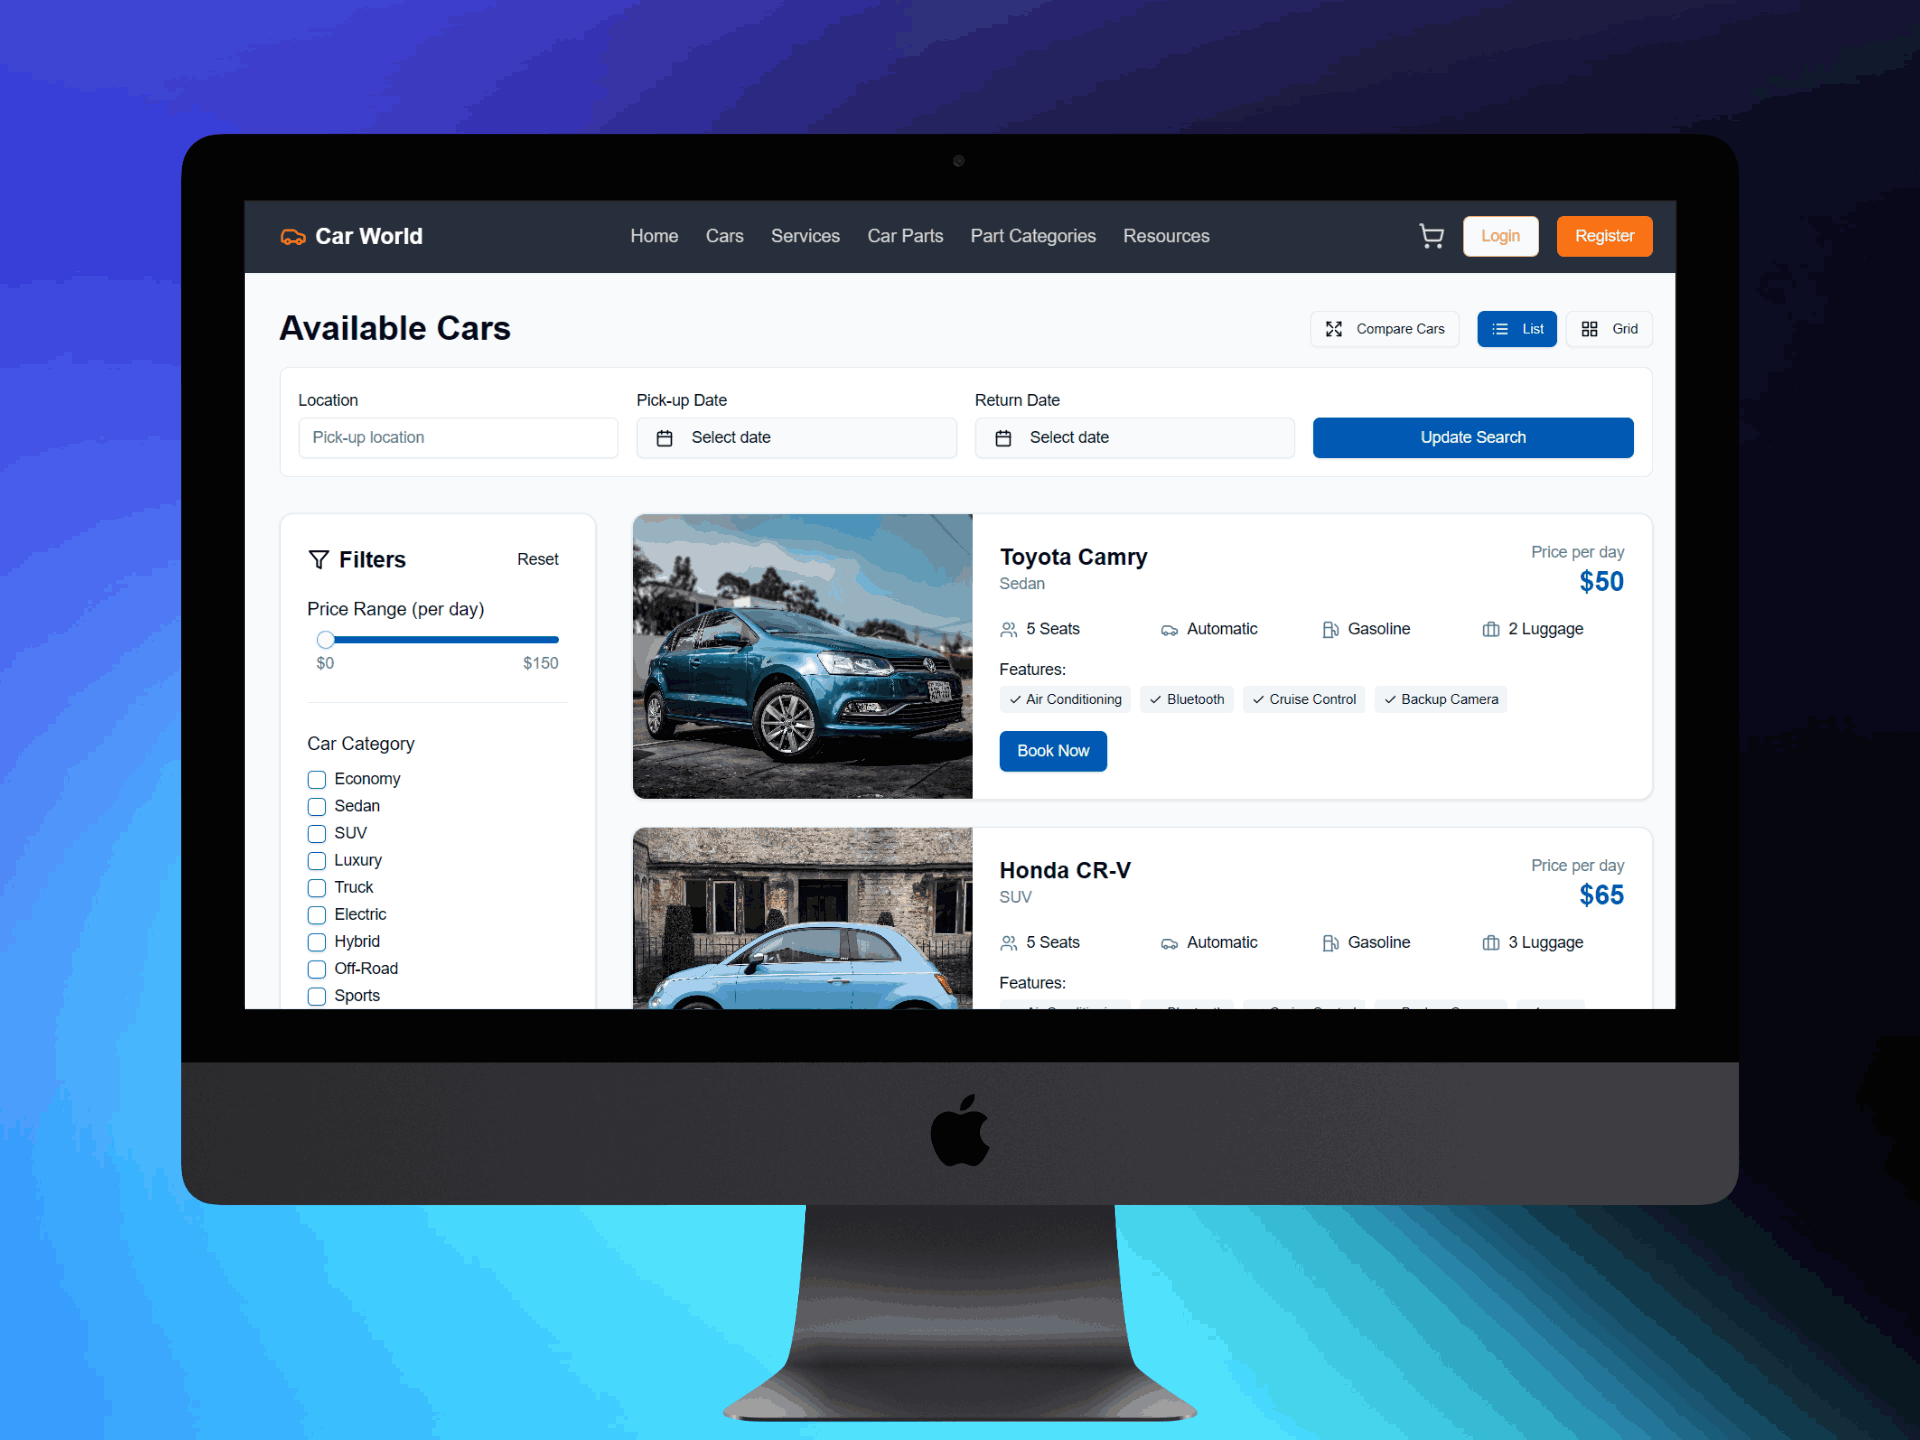 Car World
Home Cars Services Car Parts Part Categories Resources
Login Register
Available Cars
Compare Cars List Grid
Location Pick-up Date Return Date
Pick-up location Select date Select date Update Search
Filters Reset
Price Range (per day)
$0 $150
Car Category
Economy
Sedan
SUV
Luxury
Truck
Electric
Hybrid
Off-Road
Sports
Toyota Camry
Sedan
Price per day
$50
5 Seats Automatic Gasoline 2 Luggage
Features:
Air Conditioning Bluetooth Cruise Control Backup Camera
Book Now
Honda CR-V
SUV
Price per day
$65
5 Seats Automatic Gasoline 3 Luggage
Features: